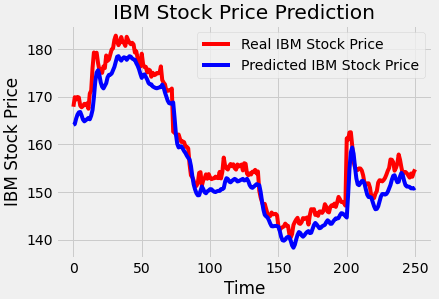 IBM Stock Price Prediction
Real IBM Stock Price
Predicted IBM Stock Price
IBM Stock Price
180
170
160
150
140
0
50
100
150
200
250
Time